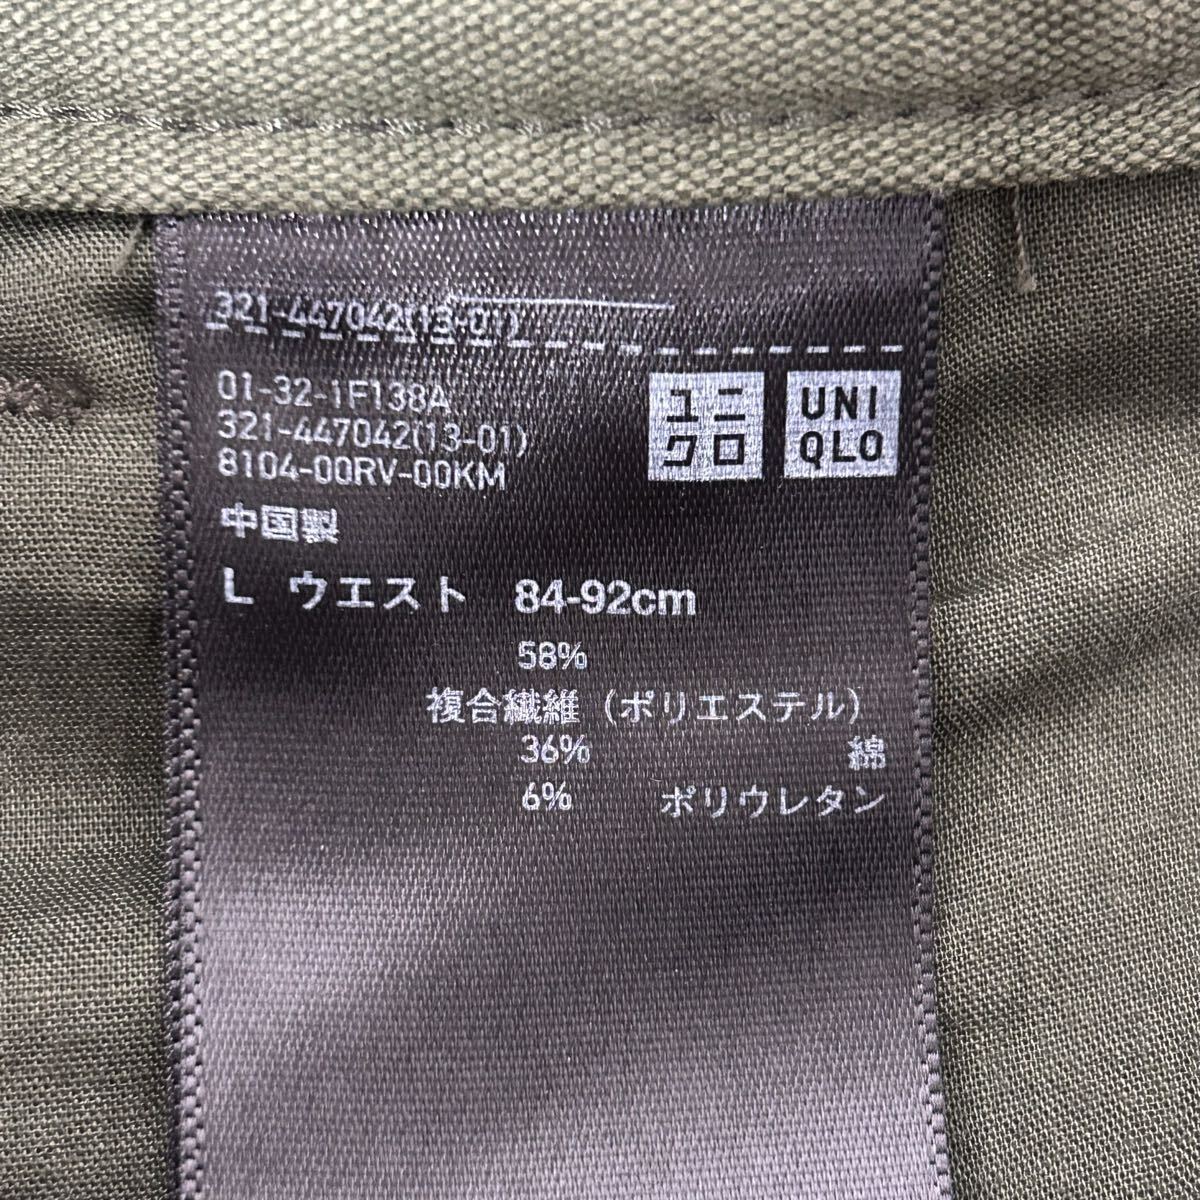 321-447042(13-01)
01-32-1F138A
321-447042(13-01)
8104-00RV-00KM
ユニ
クロ
UNI
QLO
中国製
L ウエスト 84-92cm
58%
複合繊維(ポリエステル)
36% 綿
6% ポリウレタン